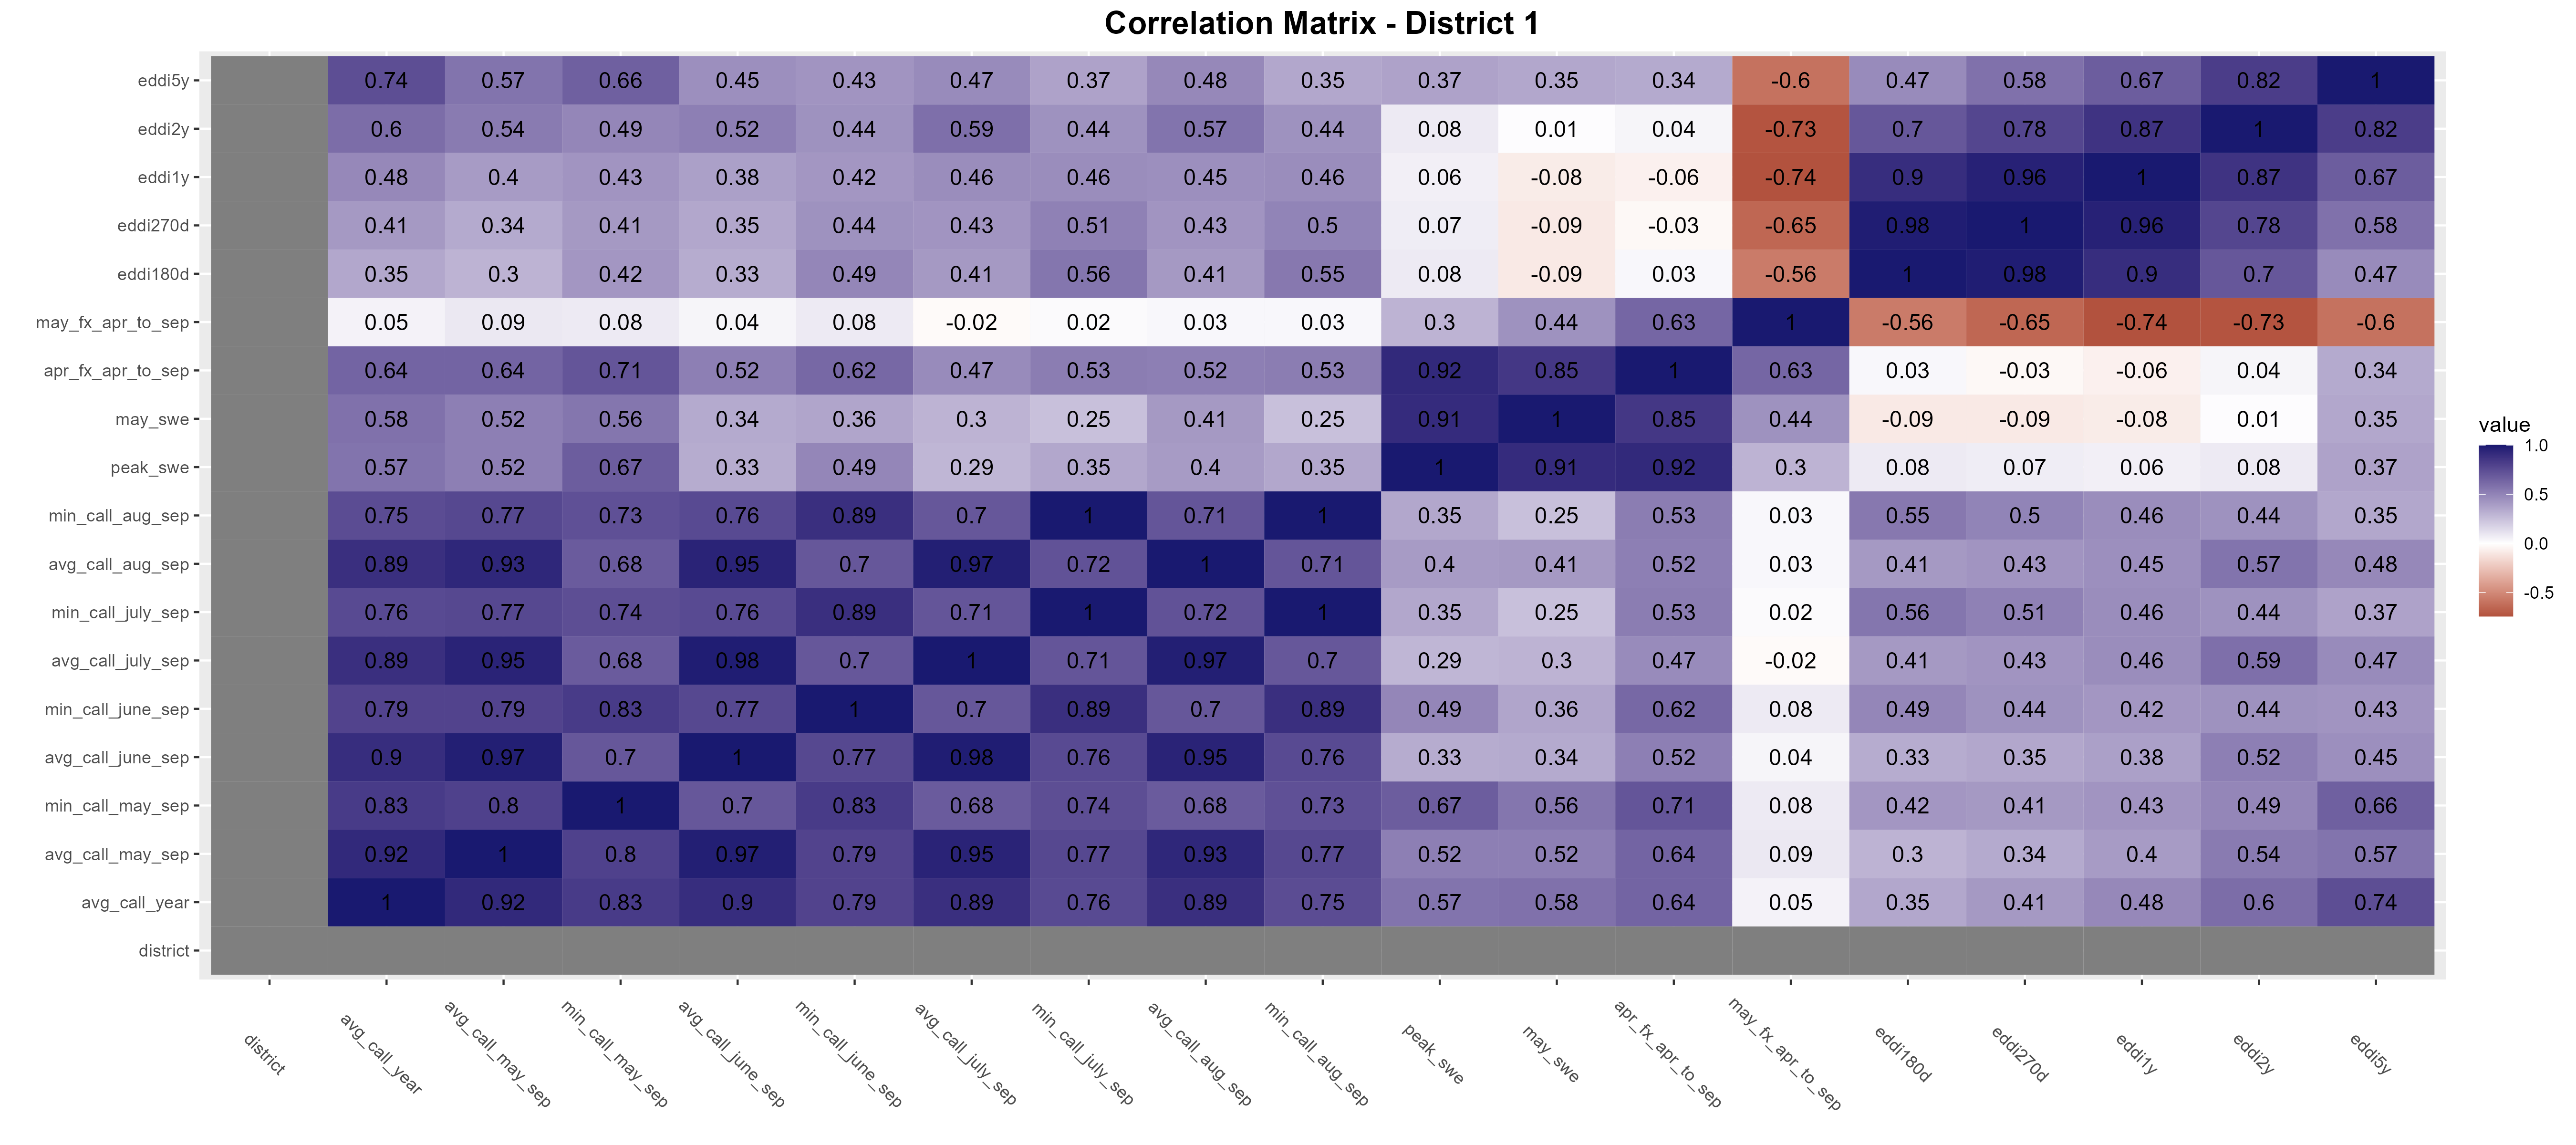 Correlation Matrix - District 1
eddi5y 0.74 0.57 0.66 0.45 0.43 0.47 0.37 0.48 0.35 0.37 0.35 0.34 -0.6 0.47 0.58 0.67 0.82 1
eddi2y 0.6 0.54 0.49 0.52 0.44 0.59 0.44 0.57 0.44 0.08 0.01 0.04 -0.73 0.7 0.78 0.87 1 0.82
eddi1y 0.48 0.4 0.43 0.38 0.42 0.46 0.46 0.45 0.46 0.06 -0.08 -0.06 -0.74 0.9 0.96 1 0.87 0.67
eddi270d 0.41 0.34 0.41 0.35 0.44 0.43 0.51 0.43 0.5 0.07 -0.09 -0.03 -0.65 0.98 1 0.96 0.78 0.58
eddi180d 0.35 0.3 0.42 0.33 0.49 0.41 0.56 0.41 0.55 0.08 -0.09 0.03 -0.56 1 0.98 0.9 0.7 0.47
may_fx_apr_to_sep 0.05 0.09 0.08 0.04 0.08 -0.02 0.02 0.03 0.03 0.3 0.44 0.63 1 -0.56 -0.65 -0.74 -0.73 -0.6
apr_fx_apr_to_sep 0.64 0.64 0.71 0.52 0.62 0.47 0.53 0.52 0.53 0.92 0.85 1 0.63 0.03 -0.03 -0.06 0.04 0.34
may_swe 0.58 0.52 0.56 0.34 0.36 0.3 0.25 0.41 0.25 0.91 1 0.85 0.44 -0.09 -0.09 -0.08 0.01 0.35
peak_swe 0.57 0.52 0.67 0.33 0.49 0.29 0.35 0.4 0.35 1 0.91 0.92 0.3 0.08 0.07 0.06 0.08 0.37
min_call_aug_sep 0.75 0.77 0.73 0.76 0.89 0.7 1 0.71 1 0.35 0.25 0.53 0.03 0.55 0.5 0.46 0.44 0.35
avg_call_aug_sep 0.89 0.93 0.68 0.95 0.7 0.97 0.72 1 0.71 0.4 0.41 0.52 0.03 0.41 0.43 0.45 0.57 0.48
min_call_july_sep 0.76 0.77 0.74 0.76 0.89 0.71 1 0.72 1 0.35 0.25 0.53 0.02 0.56 0.51 0.46 0.44 0.37
avg_call_july_sep 0.89 0.95 0.68 0.98 0.7 1 0.71 0.97 0.7 0.29 0.3 0.47 -0.02 0.41 0.43 0.46 0.59 0.47
min_call_june_sep 0.79 0.79 0.83 0.77 1 0.7 0.89 0.7 0.89 0.49 0.36 0.62 0.08 0.49 0.44 0.42 0.44 0.43
avg_call_june_sep 0.9 0.97 0.7 1 0.77 0.98 0.76 0.95 0.76 0.33 0.34 0.52 0.04 0.33 0.35 0.38 0.52 0.45
min_call_may_sep 0.83 0.8 1 0.7 0.83 0.68 0.74 0.68 0.73 0.67 0.56 0.71 0.08 0.42 0.41 0.43 0.49 0.66
avg_call_may_sep 0.92 1 0.8 0.97 0.79 0.95 0.77 0.93 0.77 0.52 0.52 0.64 0.09 0.3 0.34 0.4 0.54 0.57
avg_call_year 1 0.92 0.83 0.9 0.79 0.89 0.76 0.89 0.75 0.57 0.58 0.64 0.05 0.35 0.41 0.48 0.6 0.74
district
district avg_call_year avg_call_may_sep min_call_may_sep avg_call_june_sep min_call_june_sep avg_call_july_sep min_call_july_sep avg_call_aug_sep min_call_aug_sep peak_swe may_swe apr_fx_apr_to_sep may_fx_apr_to_sep eddi180d eddi270d eddi1y eddi2y eddi5y
value
1.0
0.5
0.0
-0.5